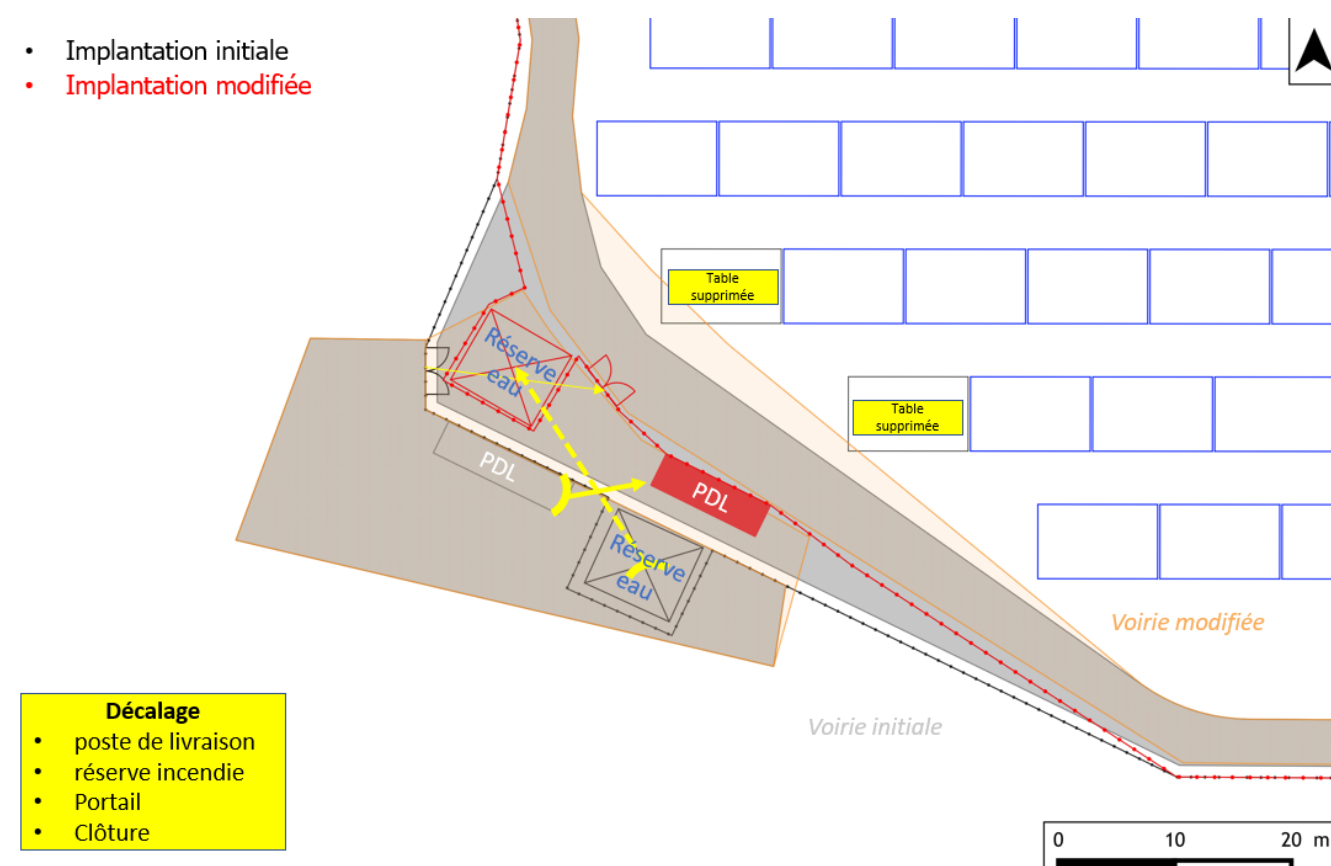 • Implantation initiale
• Implantation modifiée
Table
supprimée
Réserve
eau
Table
supprimée
PDL
PDL
Réserve
eau
Voirie modifiée
Voirie initiale
Décalage
• poste de livraison
• réserve incendie
• Portail
• Clôture
0 10 20 m